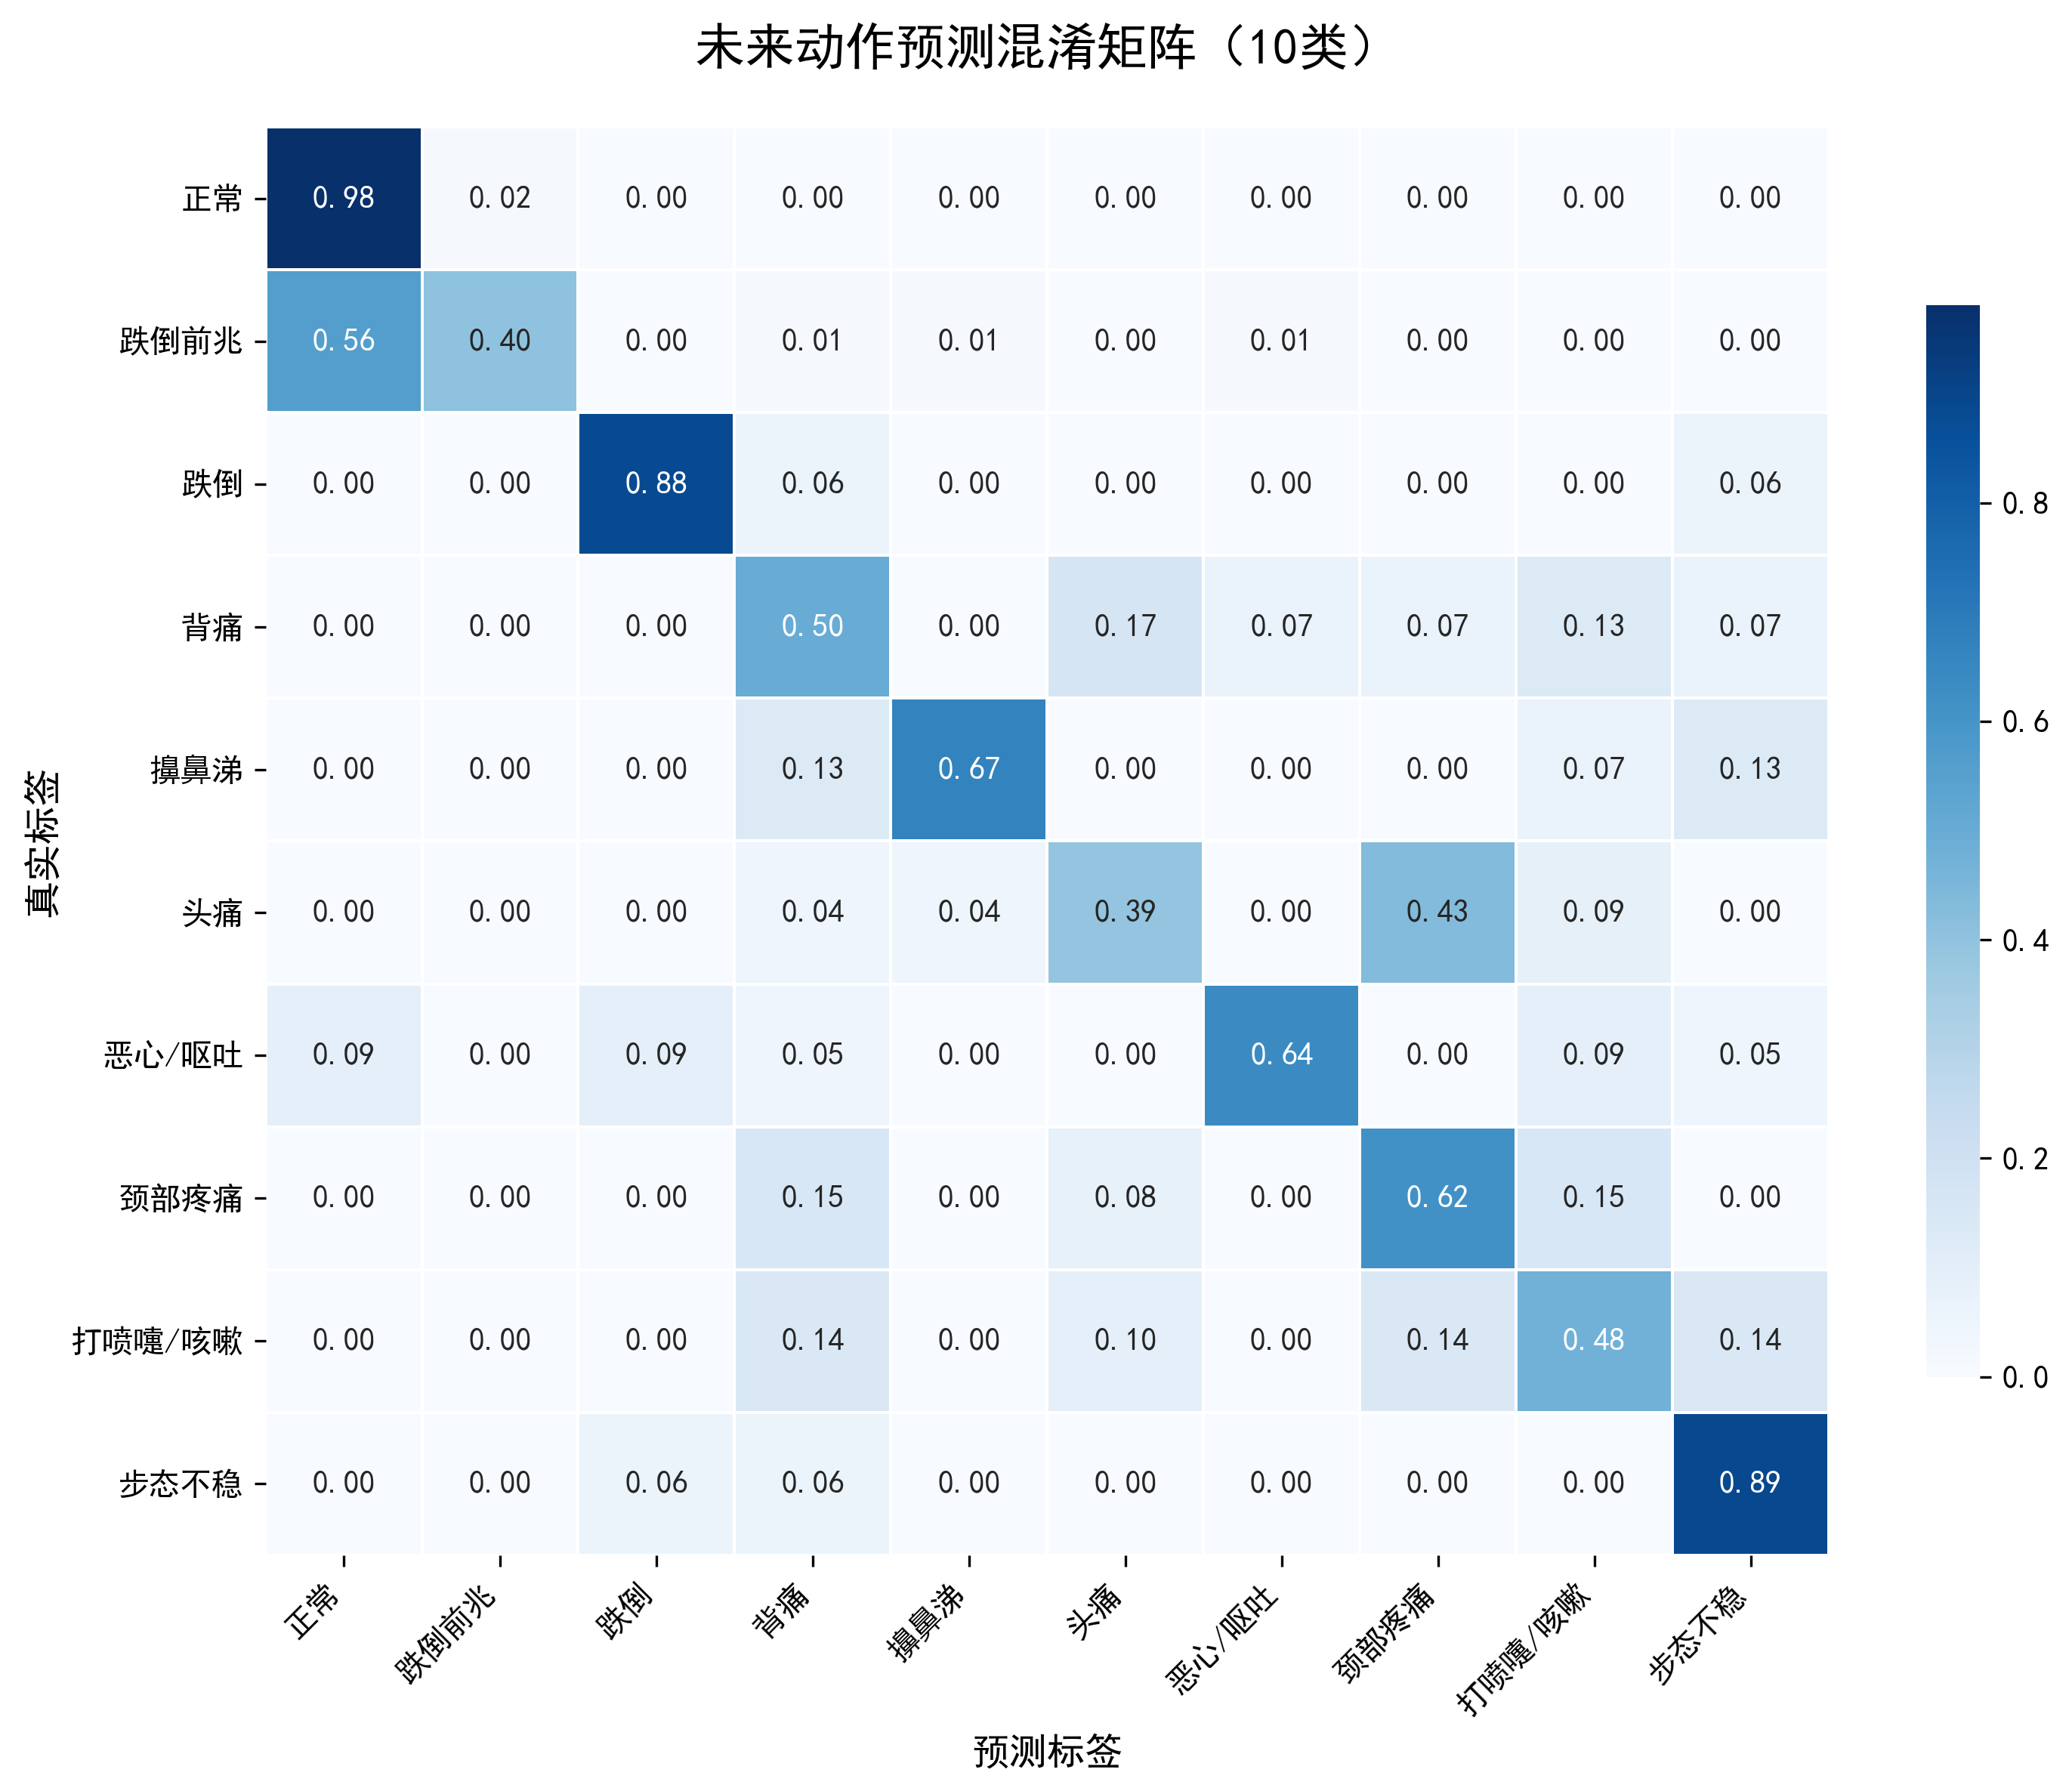 未来动作预测混淆矩阵（10类）
真实标签
正常 0.98 0.02 0.00 0.00 0.00 0.00 0.00 0.00 0.00 0.00
跌倒前兆 0.56 0.40 0.00 0.01 0.01 0.00 0.01 0.00 0.00 0.00
跌倒 0.00 0.00 0.88 0.06 0.00 0.00 0.00 0.00 0.00 0.06
背痛 0.00 0.00 0.00 0.50 0.00 0.17 0.07 0.07 0.13 0.07
擤鼻涕 0.00 0.00 0.00 0.13 0.67 0.00 0.00 0.00 0.07 0.13
头痛 0.00 0.00 0.00 0.04 0.04 0.39 0.00 0.43 0.09 0.00
恶心/呕吐 0.09 0.00 0.09 0.05 0.00 0.00 0.64 0.00 0.09 0.05
颈部疼痛 0.00 0.00 0.00 0.15 0.00 0.08 0.00 0.62 0.15 0.00
打喷嚏/咳嗽 0.00 0.00 0.00 0.14 0.00 0.10 0.00 0.14 0.48 0.14
步态不稳 0.00 0.00 0.06 0.06 0.00 0.00 0.00 0.00 0.00 0.89
正常 跌倒前兆 跌倒 背痛 擤鼻涕 头痛 恶心/呕吐 颈部疼痛 打喷嚏/咳嗽 步态不稳
预测标签
0.8
0.6
0.4
0.2
0.0